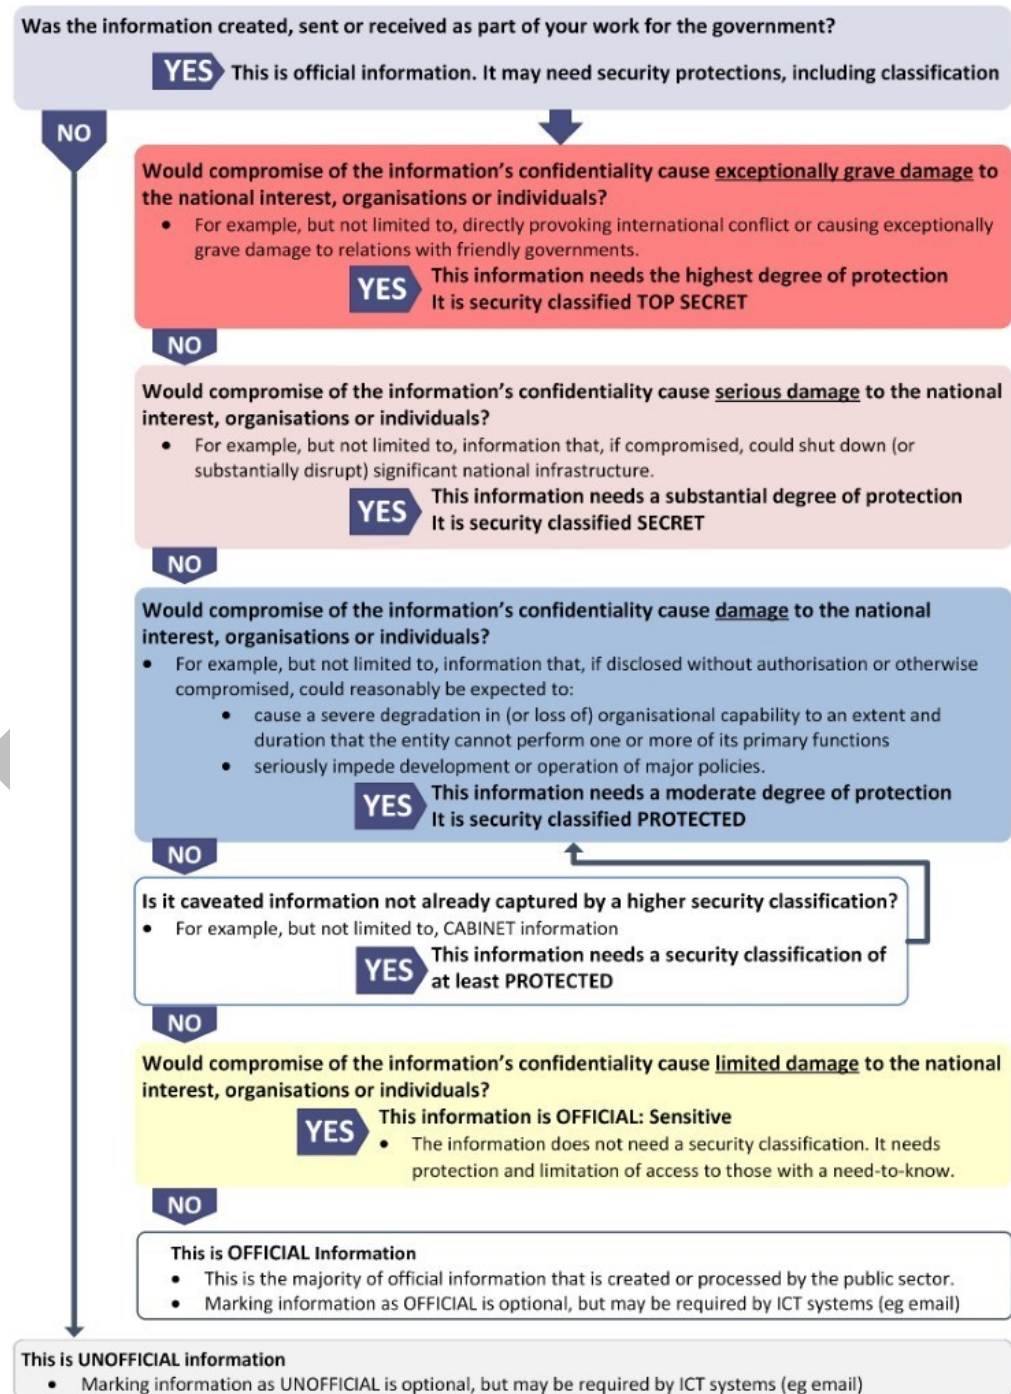 Was the information created, sent or received as part of your work for the government?
YES This is official information. It may need security protections, including classification
NO
Would compromise of the information's confidentiality cause exceptionally grave damage to
the national interest, organisations or individuals?
• For example, but not limited to, directly provoking international conflict or causing exceptionally
grave damage to relations with friendly governments.
YES This information needs the highest degree of protection
It is security classified TOP SECRET
NO
Would compromise of the information's confidentiality cause serious damage to the national
interest, organisations or individuals?
• For example, but not limited to, information that, if compromised, could shut down (or
substantially disrupt) significant national infrastructure.
YES This information needs a substantial degree of protection
It is security classified SECRET
NO
Would compromise of the information's confidentiality cause damage to the national
interest, organisations or individuals?
• For example, but not limited to, information that, if disclosed without authorisation or otherwise
compromised, could reasonably be expected to:
• cause a severe degradation in (or loss of) organisational capability to an extent and
duration that the entity cannot perform one or more of its primary functions
• seriously impede development or operation of major policies.
YES This information needs a moderate degree of protection
It is security classified PROTECTED
NO
Is it caveated information not already captured by a higher security classification?
• For example, but not limited to, CABINET information
YES This information needs a security classification of
at least PROTECTED
NO
Would compromise of the information's confidentiality cause limited damage to the national
interest, organisations or individuals?
YES This information is OFFICIAL: Sensitive
• The information does not need a security classification. It needs
protection and limitation of access to those with a need-to-know.
NO
This is OFFICIAL Information
• This is the majority of official information that is created or processed by the public sector.
• Marking information as OFFICIAL is optional, but may be required by ICT systems (eg email)
This is UNOFFICIAL information
• Marking information as UNOFFICIAL is optional, but may be required by ICT systems (eg email)